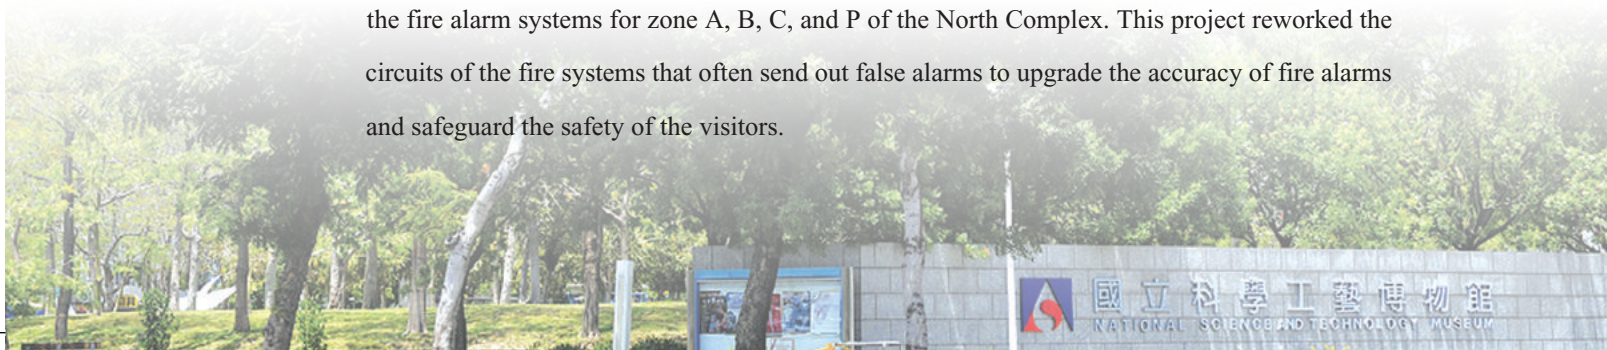 the fire alarm systems for zone A, B, C, and P of the North Complex. This project reworked the
circuits of the fire systems that often send out false alarms to upgrade the accuracy of fire alarms
and safeguard the safety of the visitors.
國立科學工藝博物館
NATIONAL SCIENCE AND TECHNOLOGY MUSEUM